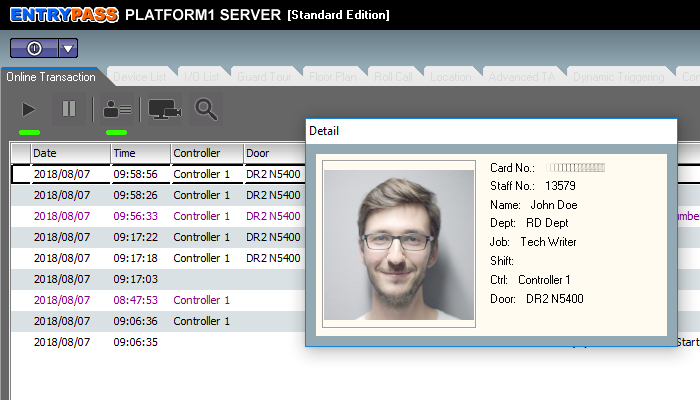 ENTRYPASS PLATFORM1 SERVER [Standard Edition]
Online Transaction Device List I/O List Guard Tour Floor Plan Roll Call Location Advanced TA Dynamic Triggering Con
Detail
Date Time Controller Door
2018/08/07 09:58:56 Controller 1 DR2 N5400
2018/08/07 09:58:26 Controller 1 DR2 N5400
2018/08/07 09:56:33 Controller 1 umber
2018/08/07 09:17:22 Controller 1 DR2 N5400
2018/08/07 09:17:18 Controller 1 DR2 N5400
2018/08/07 09:17:03
2018/08/07 08:47:53 Controller 1
2018/08/07 09:06:36 Controller 1
2018/08/07 09:06:35 Start
Card No.:
Staff No.: 13579
Name: John Doe
Dept: RD Dept
Job: Tech Writer
Shift:
Ctrl: Controller 1
Door: DR2 N5400